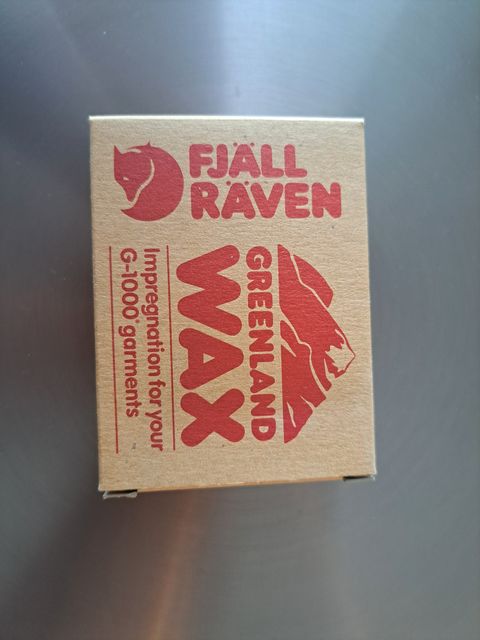 FJÄLL
RÄVEN
GREENLAND
WAX
Impregnation for your
G-1000® garments